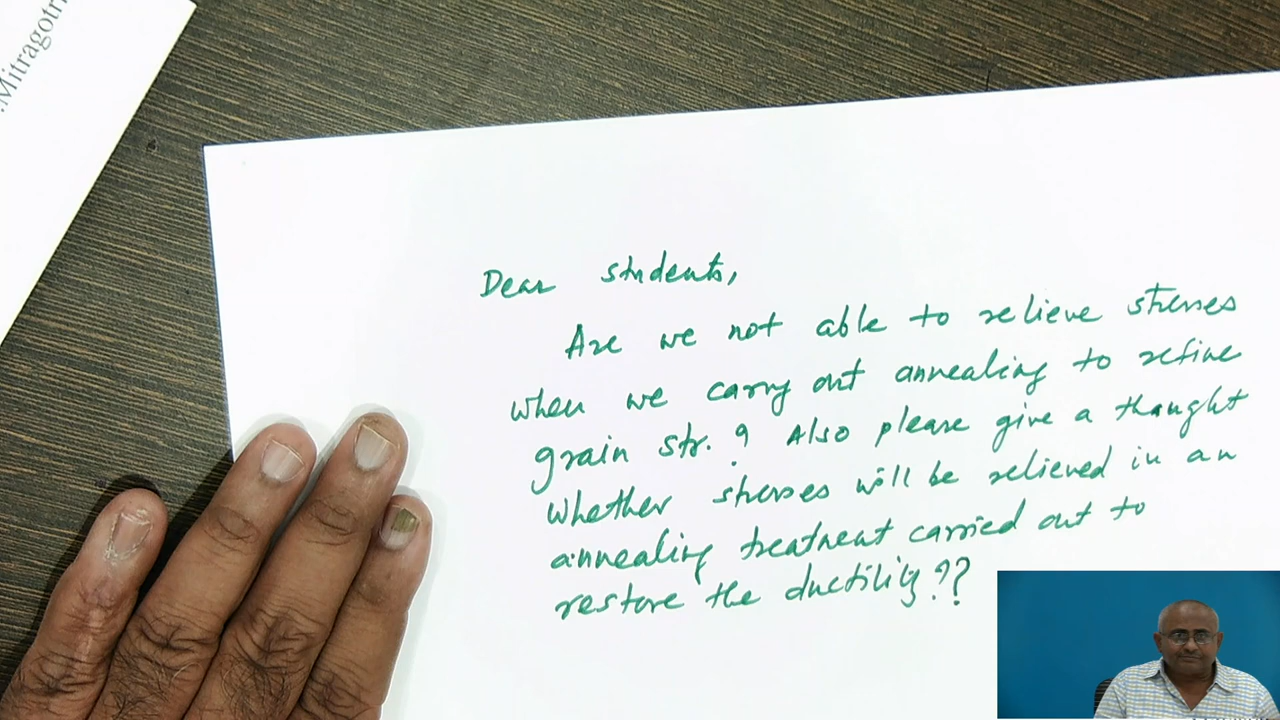 .Mitragotri
Dear students,
Are we not able to relieve stresses
when we carry out annealing to refine
grain str. ? Also please give a thought
whether stresses will be relieved in an
annealing treatment carried out to
restore the ductility??